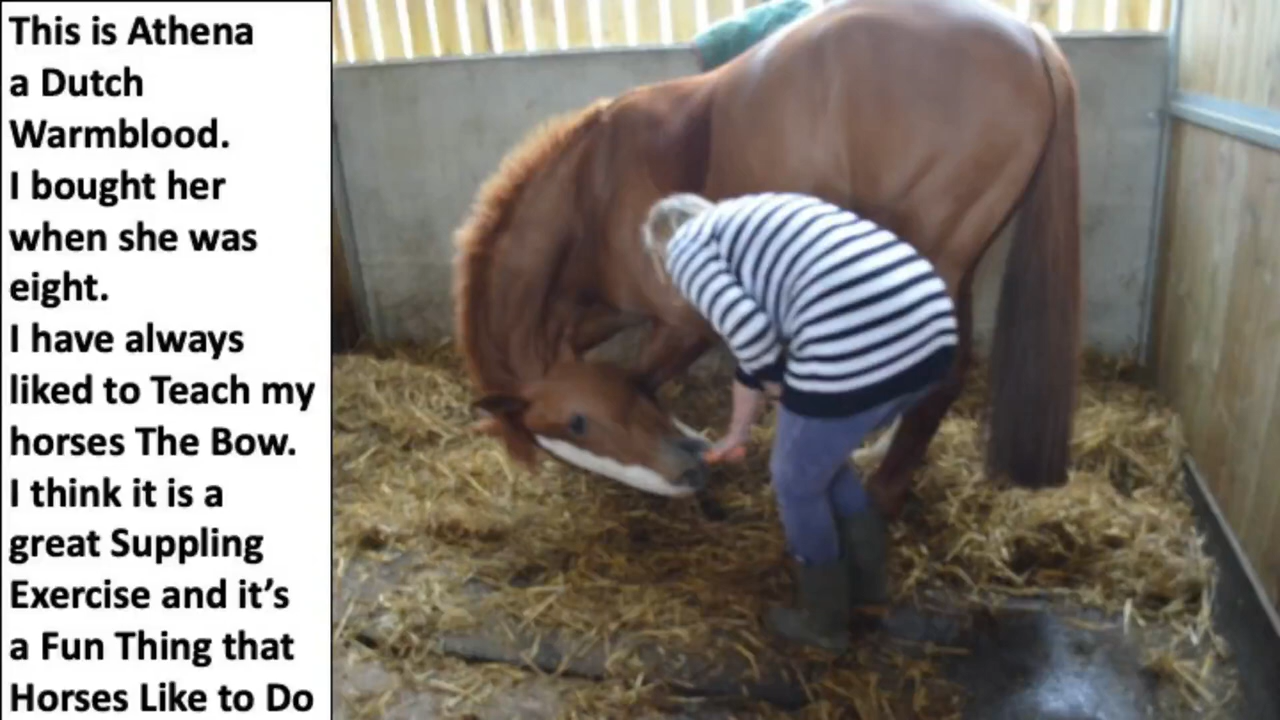 This is Athena
a Dutch
Warmblood.
I bought her
when she was
eight.
I have always
liked to Teach my
horses The Bow.
I think it is a
great Suppling
Exercise and it’s
a Fun Thing that
Horses Like to Do